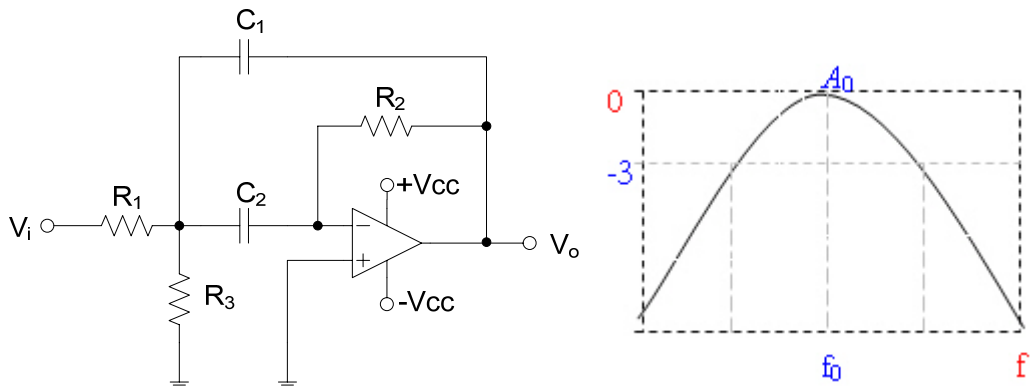 C₁
R₂
R₁
C₂
+Vcc
Vᵢ
−
+
Vₒ
R₃
-Vcc
A₀
0
-3
f₀
f